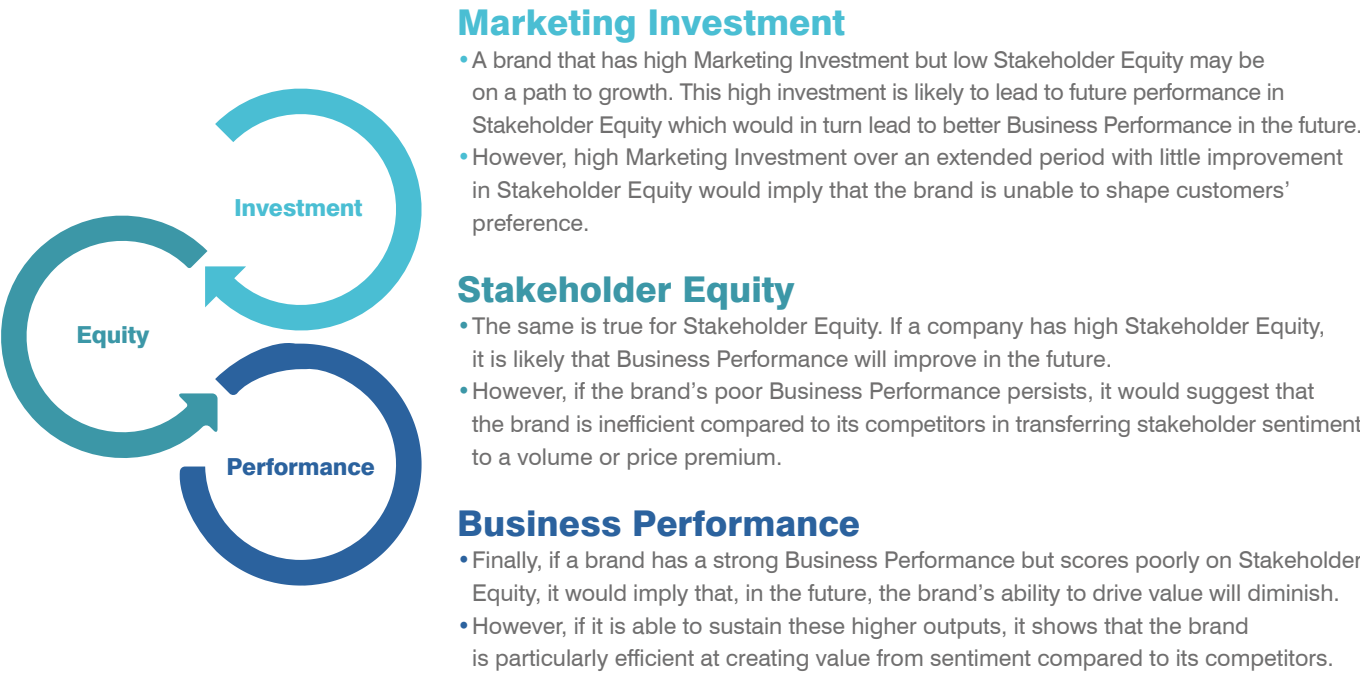 Investment
Equity
Performance
Marketing Investment
• A brand that has high Marketing Investment but low Stakeholder Equity may be
on a path to growth. This high investment is likely to lead to future performance in
Stakeholder Equity which would in turn lead to better Business Performance in the future.
• However, high Marketing Investment over an extended period with little improvement
in Stakeholder Equity would imply that the brand is unable to shape customers’
preference.
Stakeholder Equity
• The same is true for Stakeholder Equity. If a company has high Stakeholder Equity,
it is likely that Business Performance will improve in the future.
• However, if the brand’s poor Business Performance persists, it would suggest that
the brand is inefficient compared to its competitors in transferring stakeholder sentiment
to a volume or price premium.
Business Performance
• Finally, if a brand has a strong Business Performance but scores poorly on Stakeholder
Equity, it would imply that, in the future, the brand’s ability to drive value will diminish.
• However, if it is able to sustain these higher outputs, it shows that the brand
is particularly efficient at creating value from sentiment compared to its competitors.